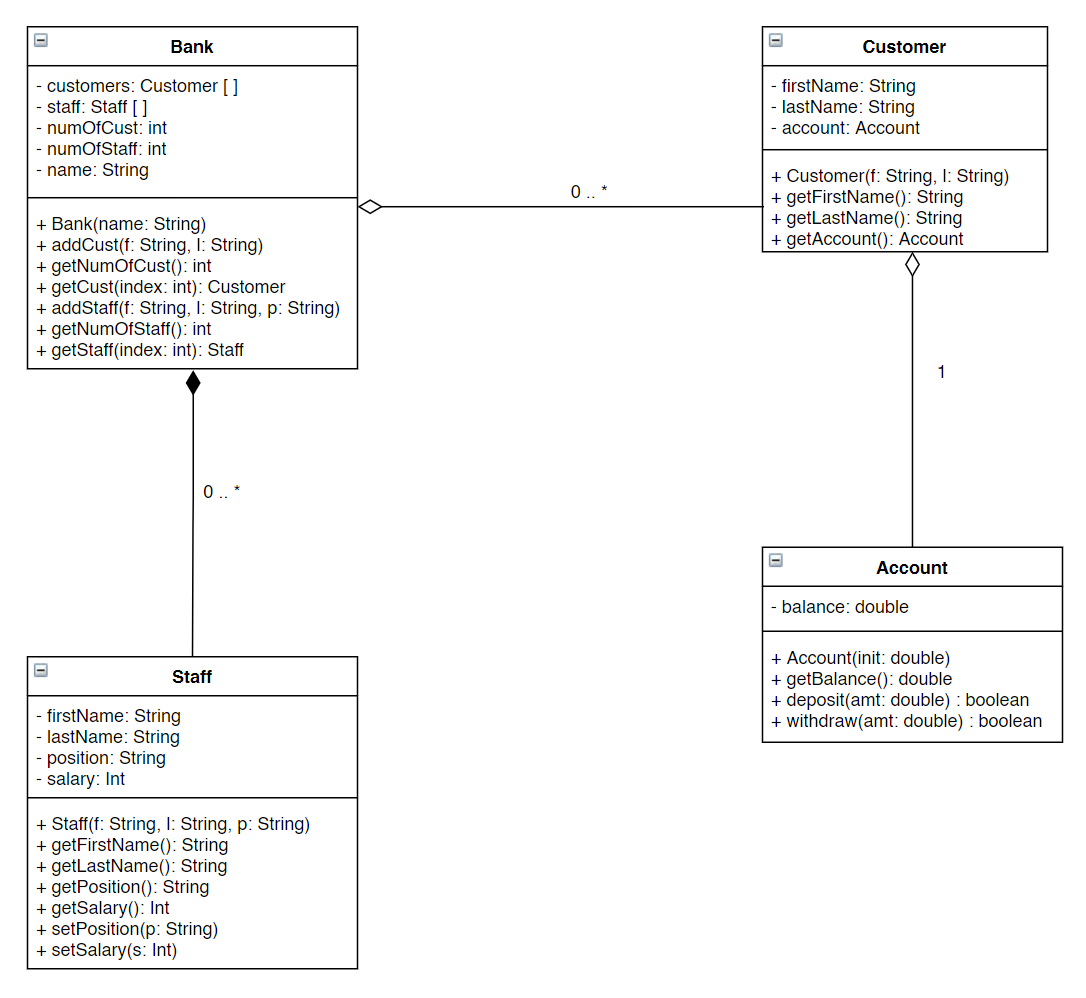 Bank
- customers: Customer [ ]
- staff: Staff [ ]
- numOfCust: int
- numOfStaff: int
- name: String
+ Bank(name: String)
+ addCust(f: String, l: String)
+ getNumOfCust(): int
+ getCust(index: int): Customer
+ addStaff(f: String, l: String, p: String)
+ getNumOfStaff(): int
+ getStaff(index: int): Staff
0 .. *
Customer
- firstName: String
- lastName: String
- account: Account
+ Customer(f: String, l: String)
+ getFirstName(): String
+ getLastName(): String
+ getAccount(): Account
1
0 .. *
Staff
- firstName: String
- lastName: String
- position: String
- salary: Int
+ Staff(f: String, l: String, p: String)
+ getFirstName(): String
+ getLastName(): String
+ getPosition(): String
+ getSalary(): Int
+ setPosition(p: String)
+ setSalary(s: Int)
Account
- balance: double
+ Account(init: double)
+ getBalance(): double
+ deposit(amt: double) : boolean
+ withdraw(amt: double) : boolean